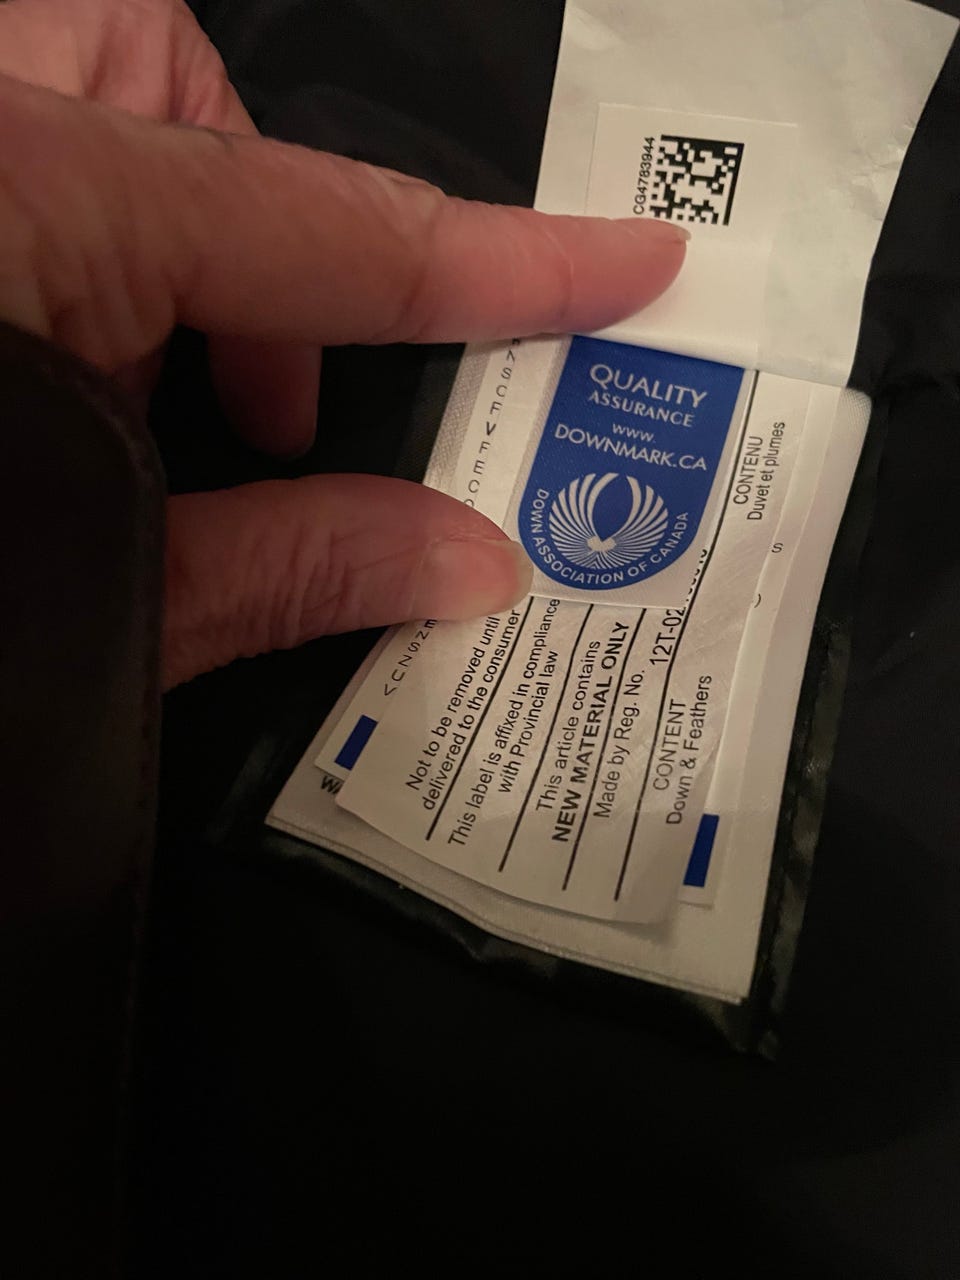 CG4783944
QUALITY
ASSURANCE
www.
DOWNMARK.CA
DOWN ASSOCIATION OF CANADA
Not to be removed until
delivered to the consumer
This label is affixed in compliance
with Provincial law
This article contains
NEW MATERIAL ONLY
Made by Reg. No.
12T-02
CONTENT
Down & Feathers
CONTENU
Duvet et plumes